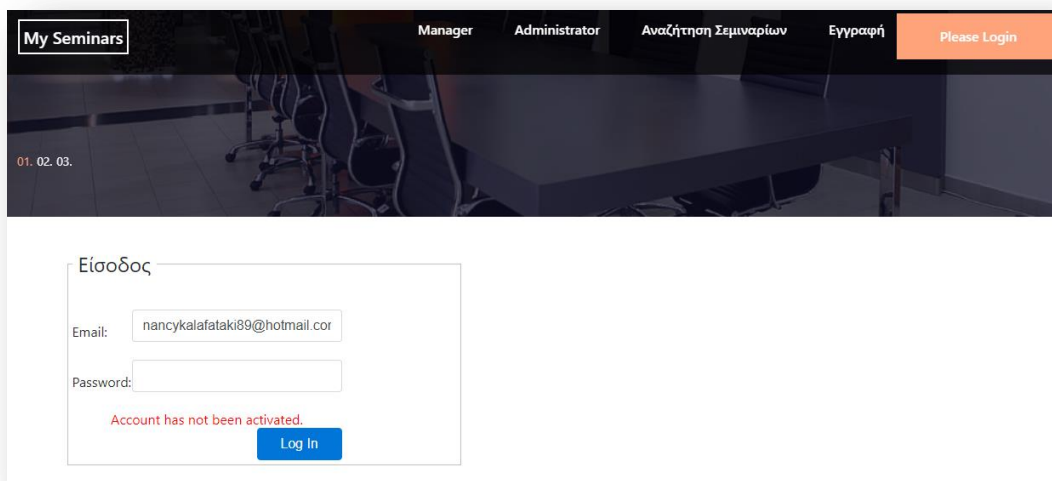 My Seminars Manager Administrator Αναζήτηση Σεμιναρίων Εγγραφή Please Login
01. 02. 03.
Είσοδος
Email: nancykalafataki89@hotmail.cor
Password:
Account has not been activated.
Log In